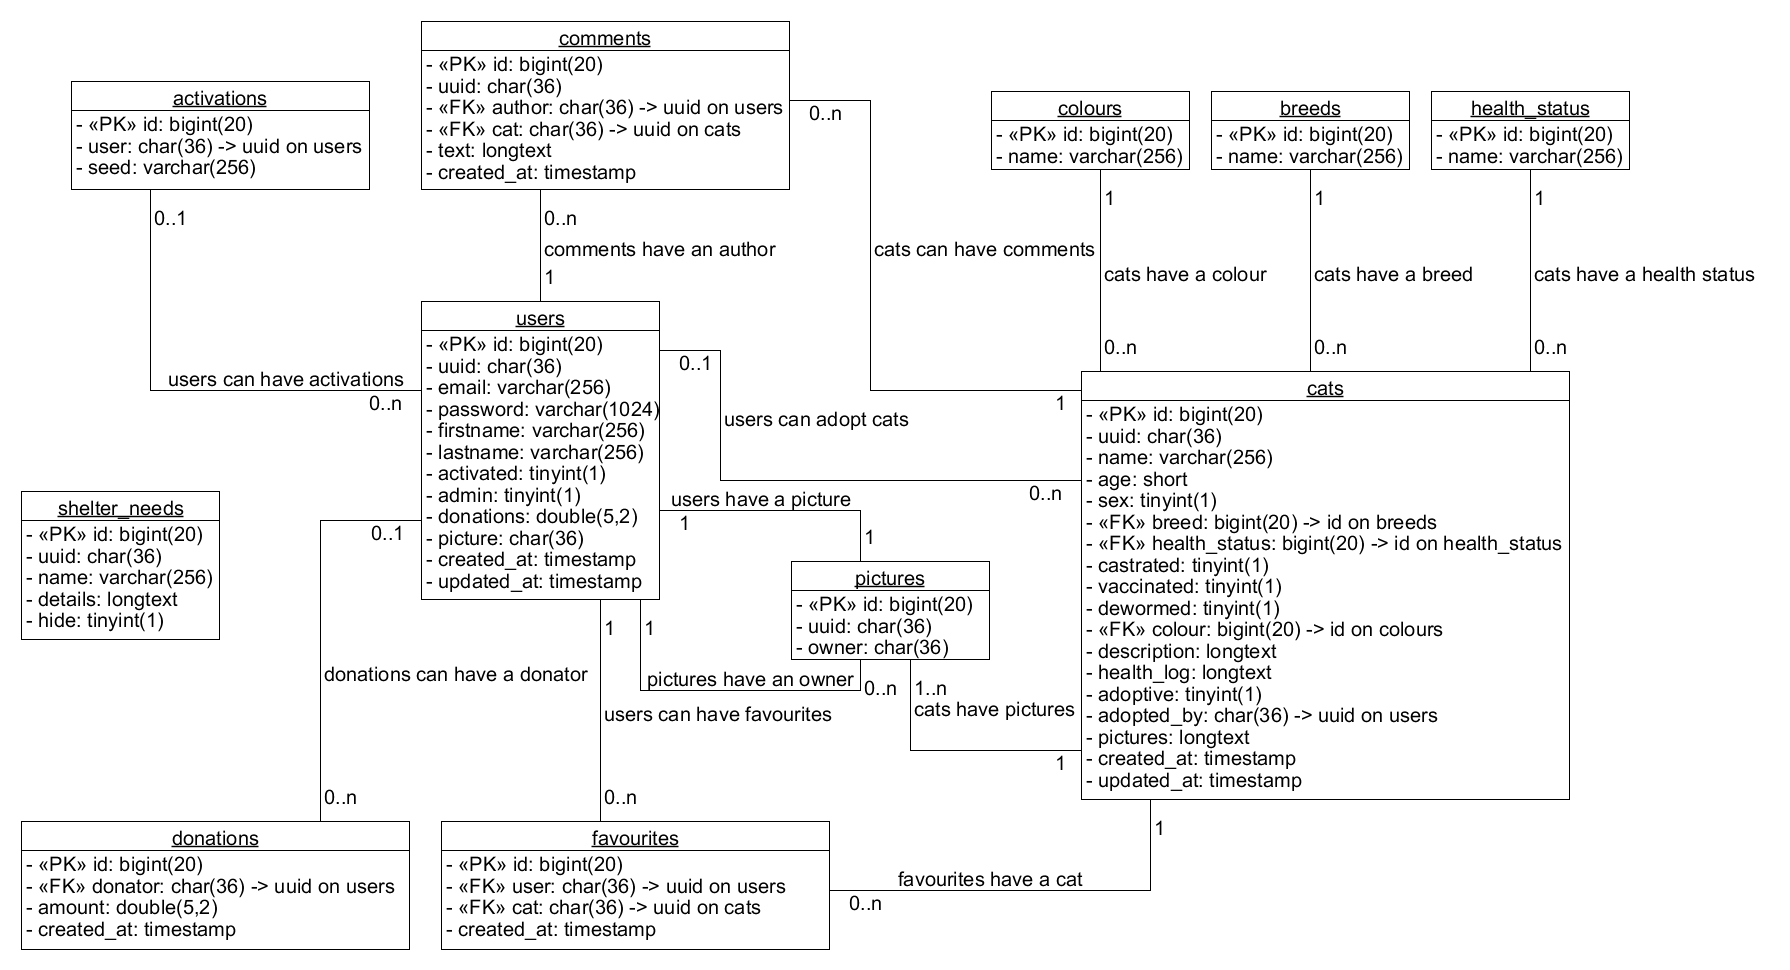 comments
- «PK» id: bigint(20)
- uuid: char(36)
- «FK» author: char(36) -> uuid on users
- «FK» cat: char(36) -> uuid on cats
- text: longtext
- created_at: timestamp
activations
- «PK» id: bigint(20)
- user: char(36) -> uuid on users
- seed: varchar(256)
colours
- «PK» id: bigint(20)
- name: varchar(256)
breeds
- «PK» id: bigint(20)
- name: varchar(256)
health_status
- «PK» id: bigint(20)
- name: varchar(256)
0..n
0..1
0..n
comments have an author
1
cats can have comments
1
1
1
cats have a colour
cats have a breed
cats have a health status
0..n
0..n
0..n
users can have activations
0..n
users
- «PK» id: bigint(20)
- uuid: char(36)
- email: varchar(256)
- password: varchar(1024)
- firstname: varchar(256)
- lastname: varchar(256)
- activated: tinyint(1)
- admin: tinyint(1)
- donations: double(5,2)
- picture: char(36)
- created_at: timestamp
- updated_at: timestamp
0..1
users can adopt cats
1
0..n
users have a picture
1
1
cats
- «PK» id: bigint(20)
- uuid: char(36)
- name: varchar(256)
- age: short
- sex: tinyint(1)
- «FK» breed: bigint(20) -> id on breeds
- «FK» health_status: bigint(20) -> id on health_status
- castrated: tinyint(1)
- vaccinated: tinyint(1)
- dewormed: tinyint(1)
- «FK» colour: bigint(20) -> id on colours
- description: longtext
- health_log: longtext
- adoptive: tinyint(1)
- adopted_by: char(36) -> uuid on users
- pictures: longtext
- created_at: timestamp
- updated_at: timestamp
shelter_needs
- «PK» id: bigint(20)
- uuid: char(36)
- name: varchar(256)
- details: longtext
- hide: tinyint(1)
0..1
pictures
- «PK» id: bigint(20)
- uuid: char(36)
- owner: char(36)
1
1
donations can have a donator
pictures have an owner
0..n
1..n
users can have favourites
cats have pictures
1
0..n
0..n
1
donations
- «PK» id: bigint(20)
- «FK» donator: char(36) -> uuid on users
- amount: double(5,2)
- created_at: timestamp
favourites
- «PK» id: bigint(20)
- «FK» user: char(36) -> uuid on users
- «FK» cat: char(36) -> uuid on cats
- created_at: timestamp
favourites have a cat
0..n